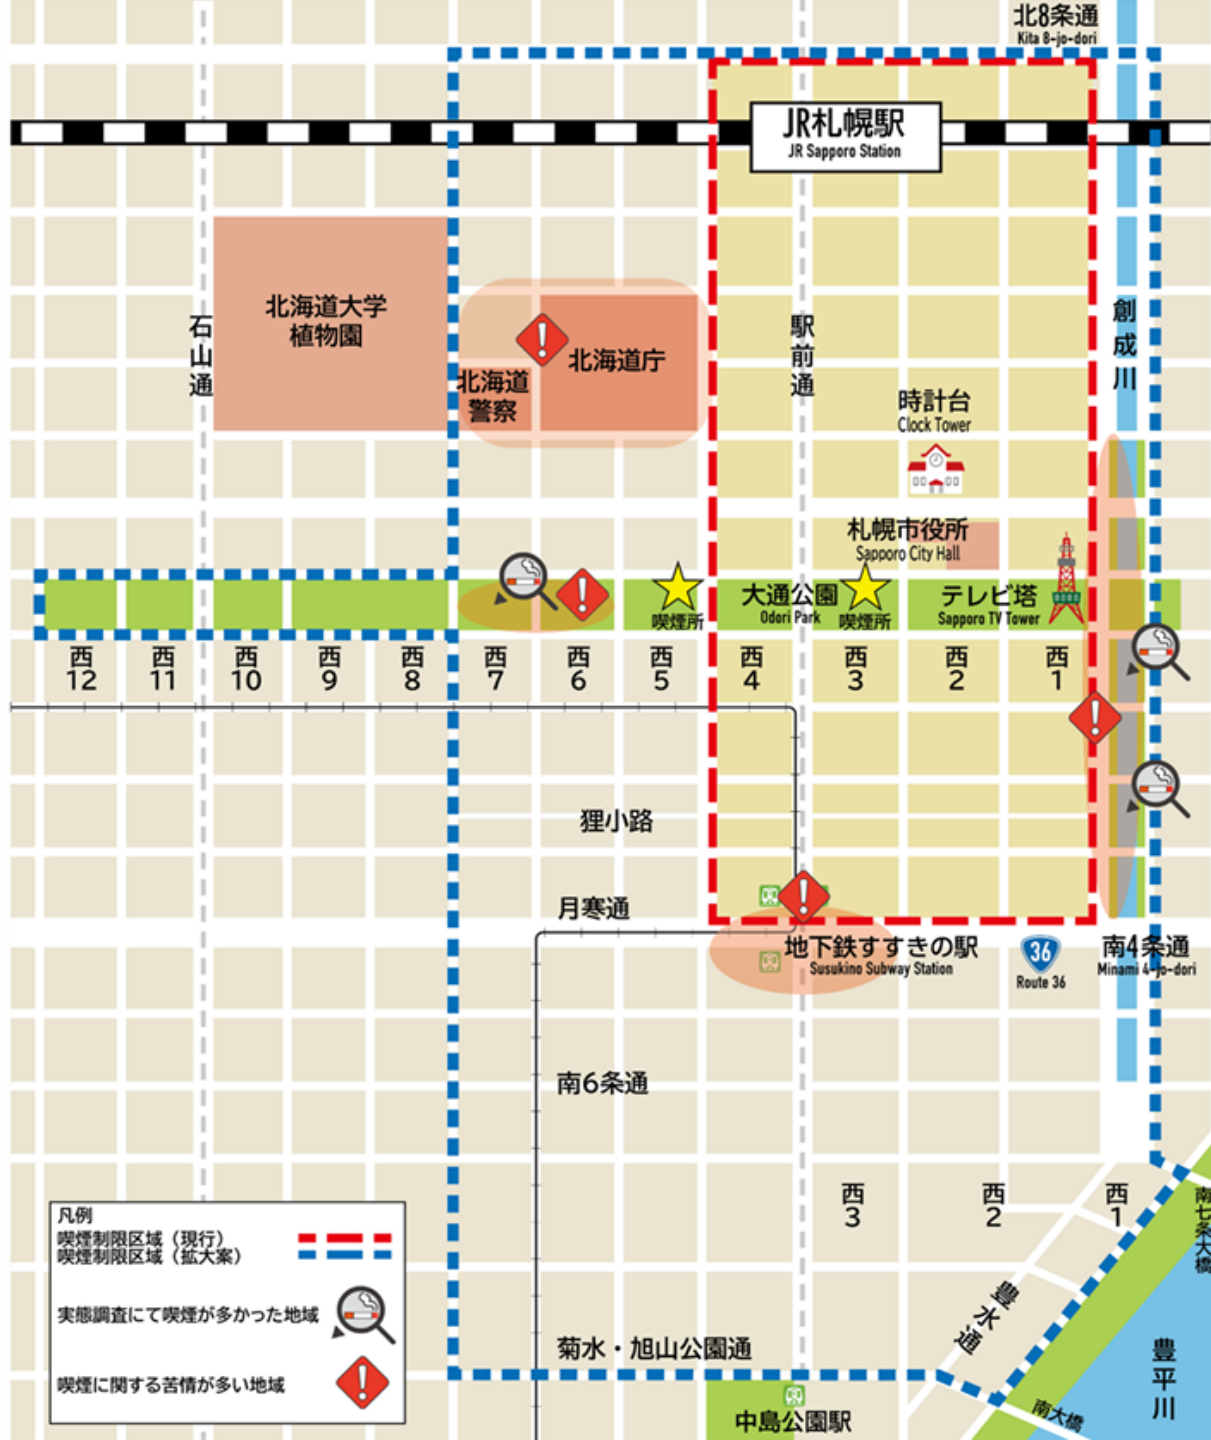 北8条通
Kita 8-jo-dori
JR札幌駅
JR Sapporo Station
北海道大学
植物園
石山通
北海道庁
北海道
警察
駅前通
創成川
時計台
Clock Tower
札幌市役所
Sapporo City Hall
喫煙所
大通公園
Odori Park
喫煙所
テレビ塔
Sapporo TV Tower
西
12
西
11
西
10
西
9
西
8
西
7
西
6
西
5
西
4
西
3
西
2
西
1
狸小路
月寒通
地下鉄すすきの駅
Susukino Subway Station
36
Route 36
南4条通
Minami 4-jo-dori
南6条通
西
3
西
2
西
1
南七条大橋
豊水通
菊水・旭山公園通
豊平川
中島公園駅
南大橋
凡例
喫煙制限区域（現行）
喫煙制限区域（拡大案）
実態調査にて喫煙が多かった地域
喫煙に関する苦情が多い地域